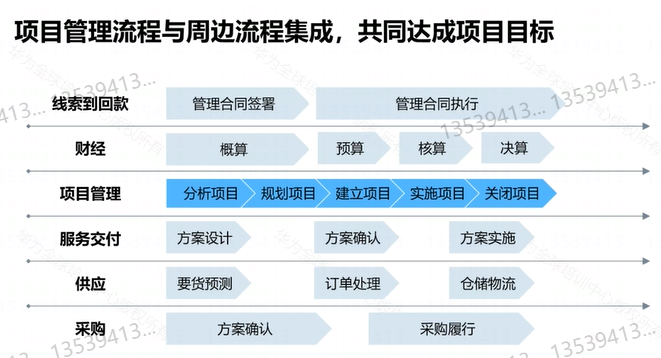 项目管理流程与周边流程集成，共同达成项目目标
线索到回款 管理合同签署 管理合同执行
财经 概算 预算 核算 决算
项目管理 分析项目 规划项目 建立项目 实施项目 关闭项目
服务交付 方案设计 方案确认 方案实施
供应 要货预测 订单处理 仓储物流
采购 方案确认 采购履行
13539413...
13539413...
13539413...
13539413...
13539413...